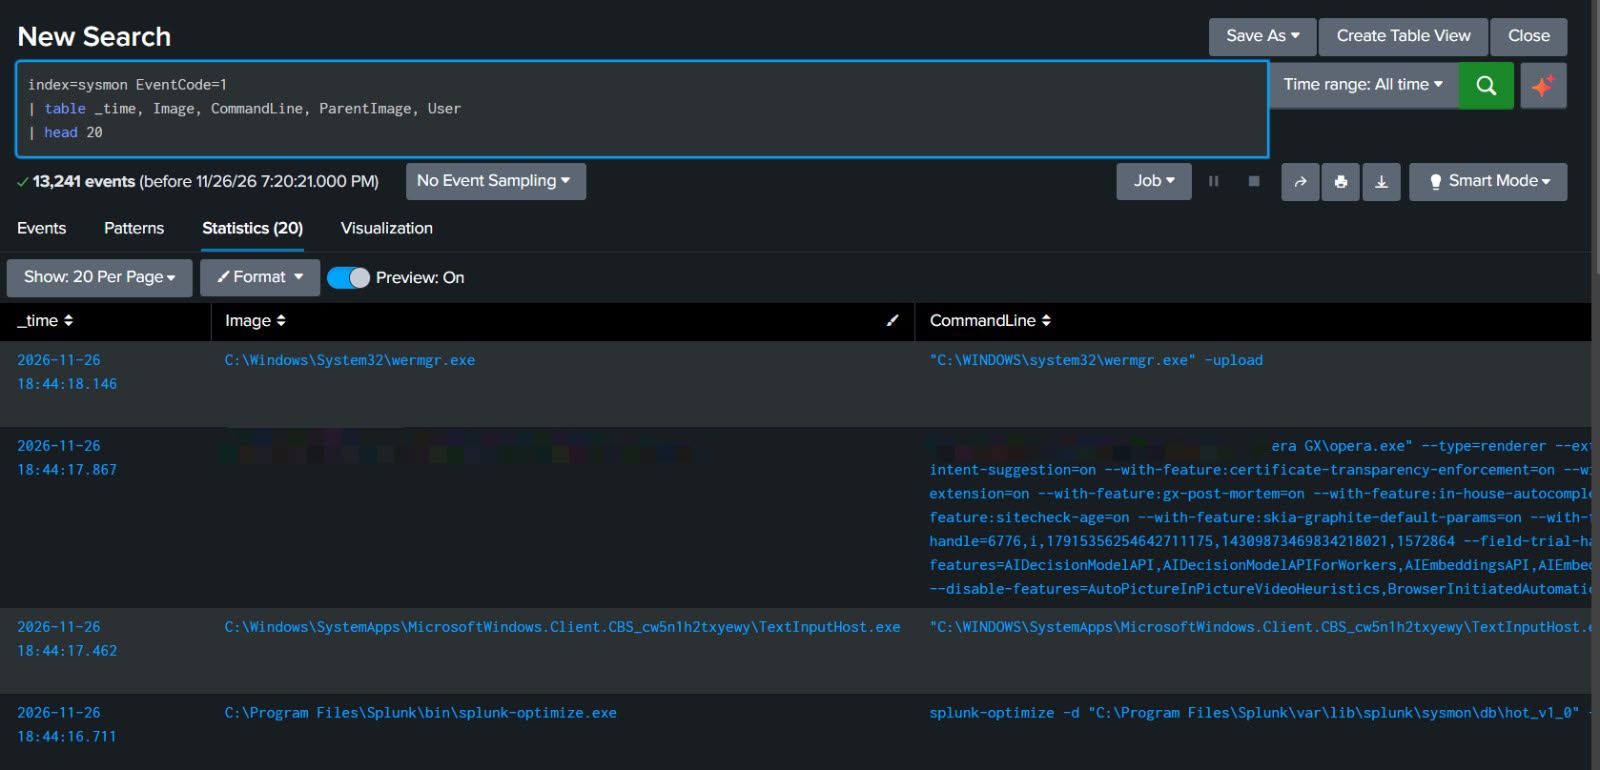 New Search
Save As
Create Table View
Close
index=sysmon EventCode=1
| table _time, Image, CommandLine, ParentImage, User
| head 20
Time range: All time
13,241 events (before 11/26/26 7:20:21.000 PM)
No Event Sampling
Job
Smart Mode
Events
Patterns
Statistics (20)
Visualization
Show: 20 Per Page
Format
Preview: On
_time
Image
CommandLine
2026-11-26
18:44:18.146
C:\Windows\System32\wermgr.exe
"C:\WINDOWS\system32\wermgr.exe" -upload
2026-11-26
18:44:17.867
era GX\opera.exe" --type=renderer --ext
intent-suggestion=on --with-feature:certificate-transparency-enforcement=on --wi
extension=on --with-feature:gx-post-mortem=on --with-feature:in-house-autocomple
feature:sitecheck-age=on --with-feature:skia-graphite-default-params=on --with-f
handle=6776,i,17915356254642711175,14309873469834218021,1572864 --field-trial-ha
features=AIDecisionModelAPI,AIDecisionModelAPIForWorkers,AIEmbeddingsAPI,AIEmbed
--disable-features=AutoPictureInPictureVideoHeuristics,BrowserInitiatedAutomatic
2026-11-26
18:44:17.462
C:\Windows\SystemApps\MicrosoftWindows.Client.CBS_cw5n1h2txyewy\TextInputHost.exe
"C:\WINDOWS\SystemApps\MicrosoftWindows.Client.CBS_cw5n1h2txyewy\TextInputHost.e
2026-11-26
18:44:16.711
C:\Program Files\Splunk\bin\splunk-optimize.exe
splunk-optimize -d "C:\Program Files\Splunk\var\lib\splunk\sysmon\db\hot_v1_0" -